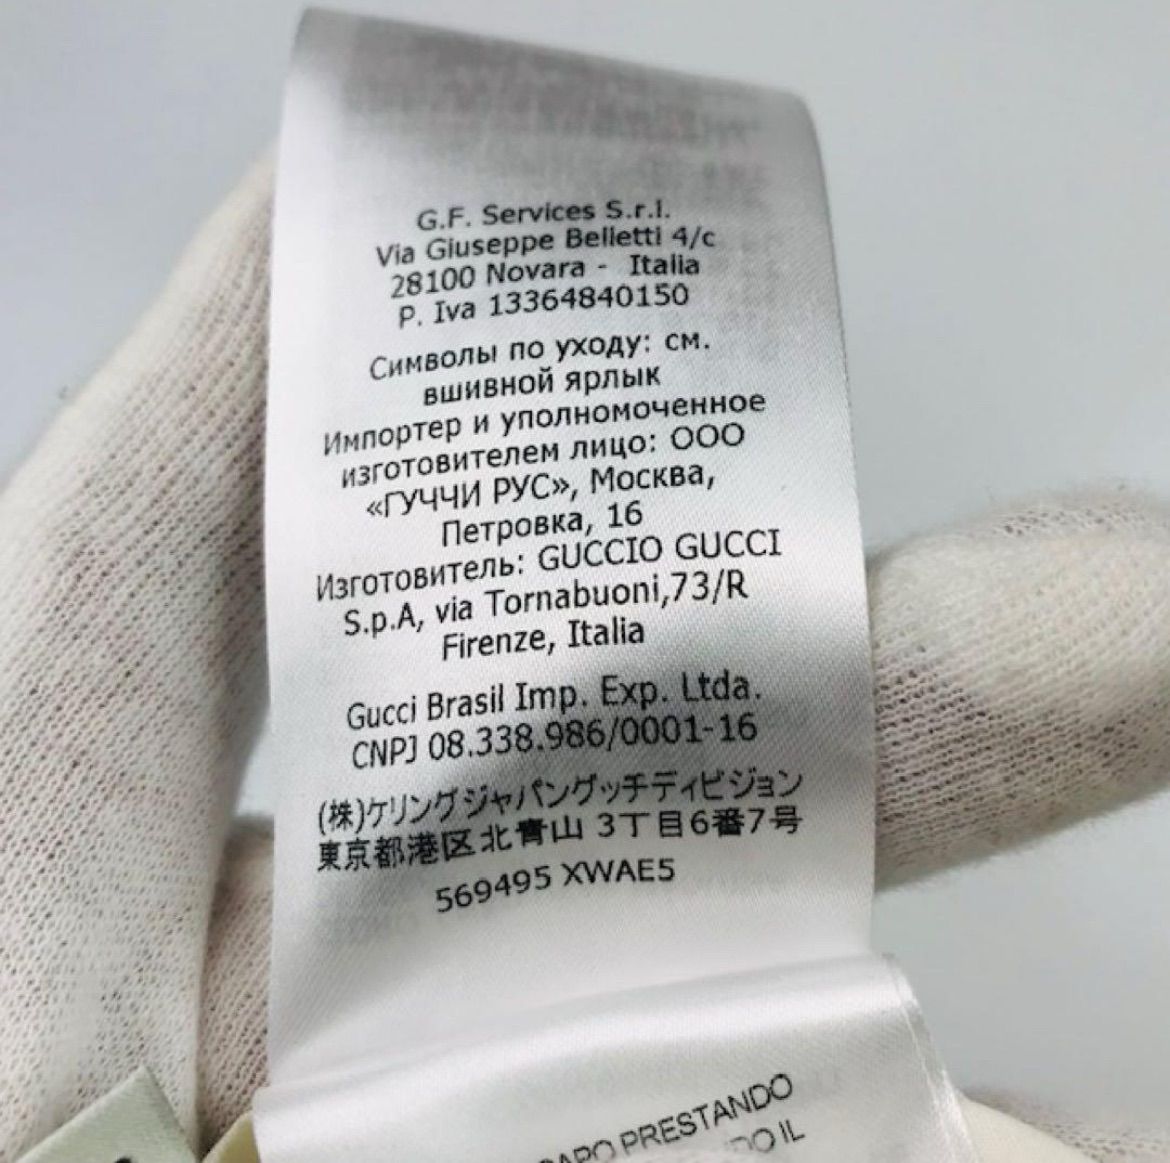 G.F. Services S.r.l.
Via Giuseppe Belletti 4/c
28100 Novara - Italia
P. Iva 13364840150
Символы по уходу: см.
вшивной ярлык
Импортер и уполномоченное
изготовителем лицо: ООО
«ГУЧЧИ РУС», Москва,
Петровка, 16
Изготовитель: GUCCIO GUCCI
S.p.A, via Tornabuoni,73/R
Firenze, Italia
Gucci Brasil Imp. Exp. Ltda.
CNPJ 08.338.986/0001-16
(株)ケリングジャパングッチディビジョン
東京都港区北青山 3丁目6番7号
569495 XWAE5
PRESTANDO
IL